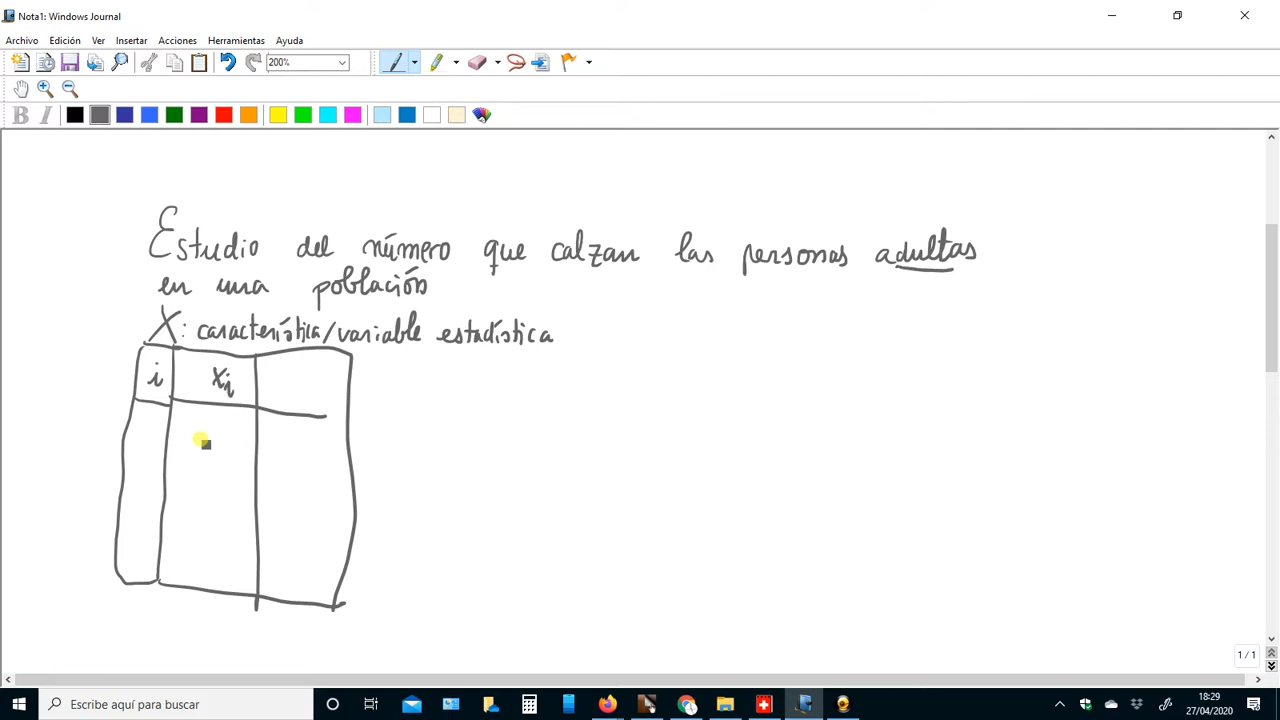 Nota1: Windows Journal
Archivo Edición Ver Insertar Acciones Herramientas Ayuda
200%
B I
Estudio del número que calzan las personas adultas
en una población
X: característica/variable estadística
i xi
1 / 1
Escribe aquí para buscar
18:29
27/04/2020